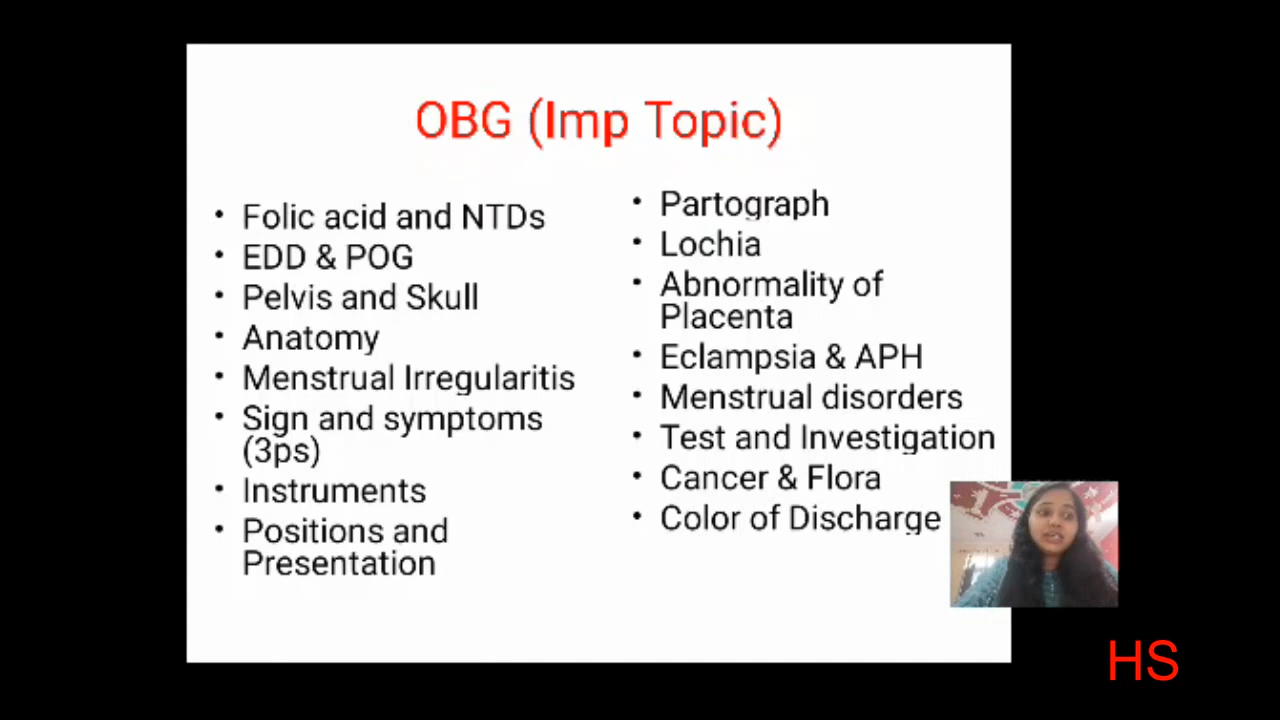 OBG (Imp Topic)
• Folic acid and NTDs
• EDD & POG
• Pelvis and Skull
• Anatomy
• Menstrual Irregularitis
• Sign and symptoms
(3ps)
• Instruments
• Positions and
Presentation
• Partograph
• Lochia
• Abnormality of
Placenta
• Eclampsia & APH
• Menstrual disorders
• Test and Investigation
• Cancer & Flora
• Color of Discharge
HS